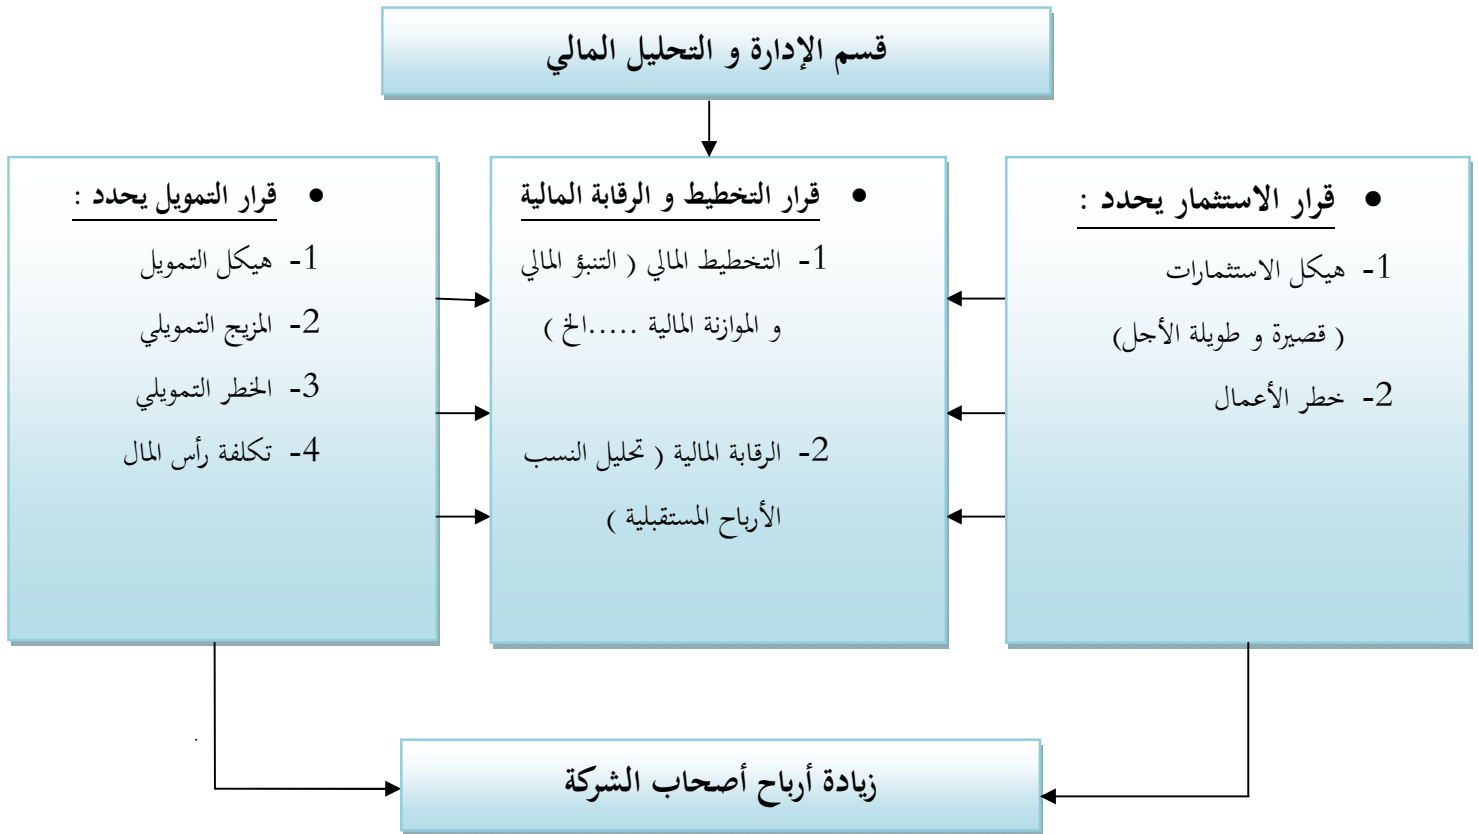 قسم الإدارة و التحليل المالي
• قرار الاستثمار يحدد :
1- هيكل الاستثمارات
( قصيرة و طويلة الأجل)
2- خطر الأعمال
• قرار التخطيط و الرقابة المالية
1- التخطيط المالي ( التنبؤ المالي
و الموازنة المالية .....الخ )
2- الرقابة المالية ( تحليل النسب
الأرباح المستقبلية )
• قرار التمويل يحدد :
1- هيكل التمويل
2- المزيج التمويلي
3- الخطر التمويلي
4- تكلفة رأس المال
زيادة أرباح أصحاب الشركة